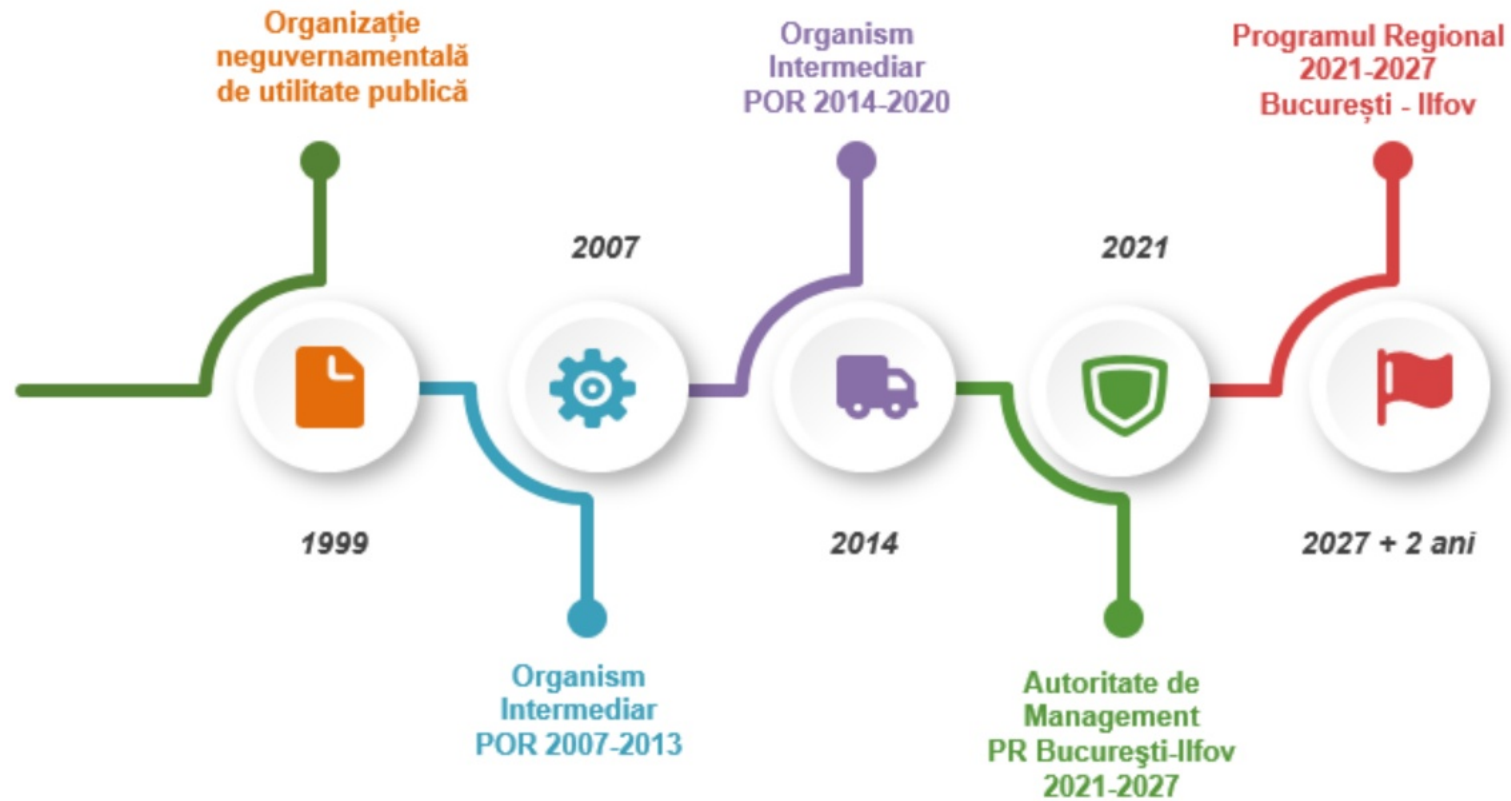 Organizație
neguvernamentală
de utilitate publică
1999
2007
Organism
Intermediar
POR 2007-2013
Organism
Intermediar
POR 2014-2020
2014
2021
Autoritate de
Management
PR Bucureşti-Ilfov
2021-2027
Programul Regional
2021-2027
București - Ilfov
2027 + 2 ani